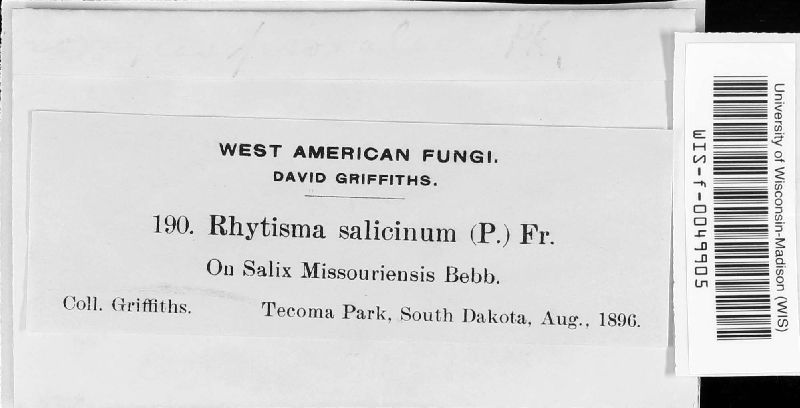 WEST AMERICAN FUNGI.
DAVID GRIFFITHS.
190. Rhytisma salicinum (P.) Fr.
On Salix Missouriensis Bebb.
Coll. Griffiths. Tecoma Park, South Dakota, Aug., 1896.
University of Wisconsin-Madison (WIS)
WIS-f-0049905